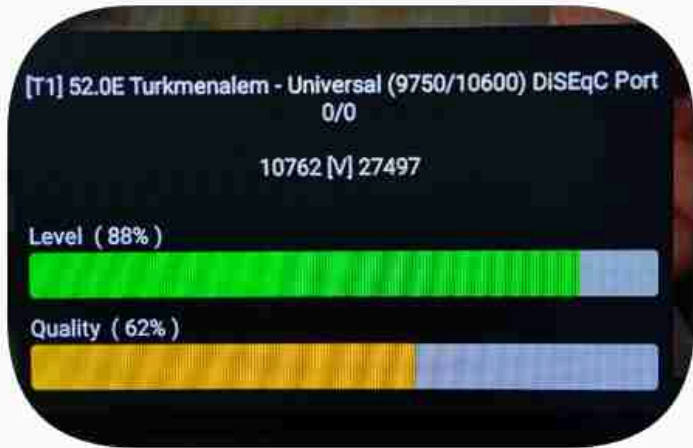 [T1] 52.0E Turkmenalem - Universal (9750/10600) DiSEqC Port
0/0
10762 [V] 27497
Level ( 88% )
Quality ( 62% )